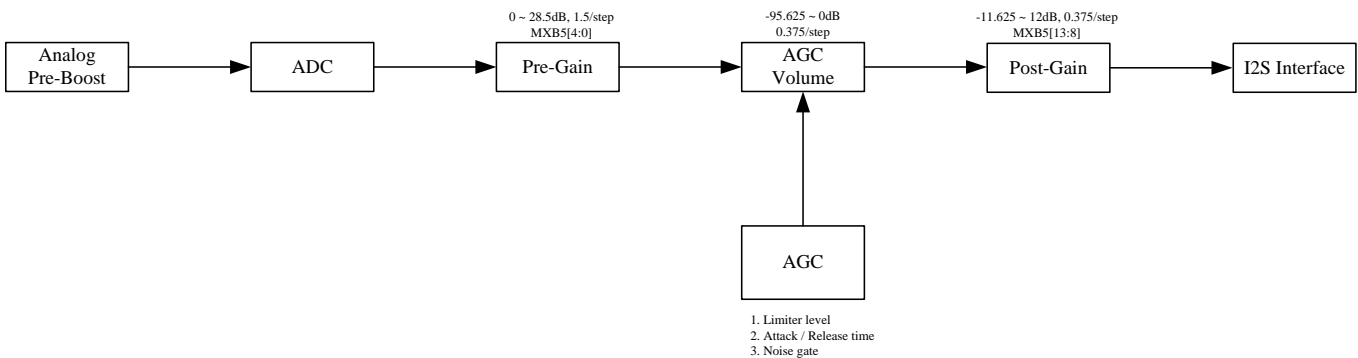 0 ~ 28.5dB, 1.5/step
MXB5[4:0]
-95.625 ~ 0dB
0.375/step
-11.625 ~ 12dB, 0.375/step
MXB5[13:8]
Analog
Pre-Boost
ADC
Pre-Gain
AGC
Volume
Post-Gain
I2S Interface
AGC
1. Limiter level
2. Attack / Release time
3. Noise gate